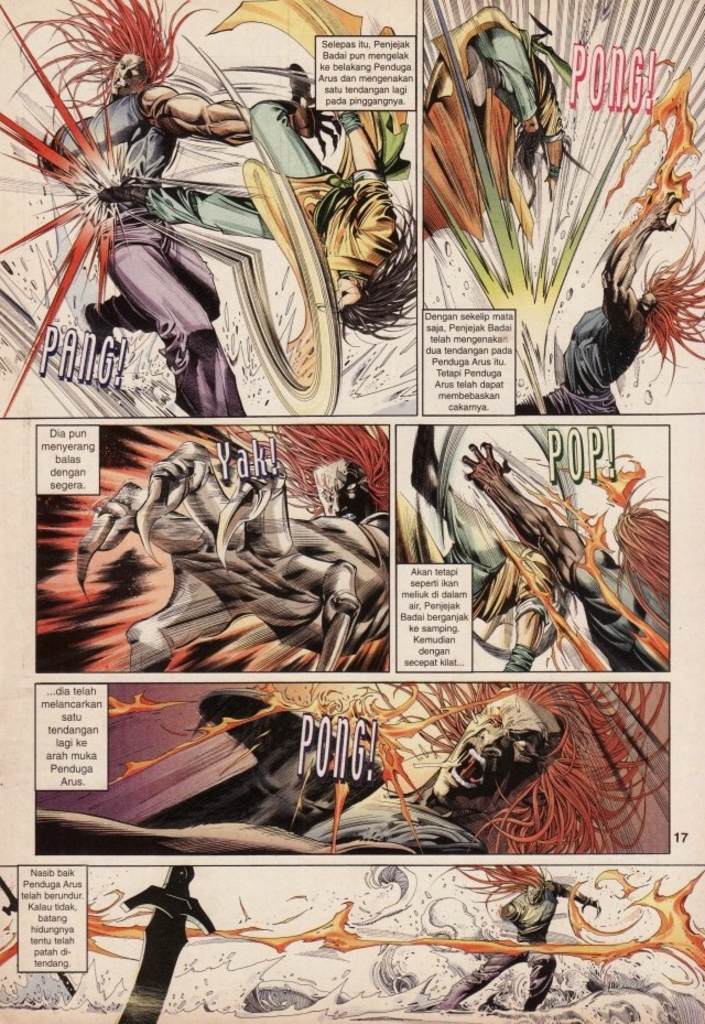 Selepas itu, Penjejak
Badai pun mengelak
ke belakang Penduga
Arus dan mengenakan
satu tendangan lagi
pada pinggangnya.
PANG!
PONG!
Dengan sekelip mata
saja, Penjejak Badai
telah mengenakan
dua tendangan pada
Penduga Arus itu.
Tetapi Penduga
Arus telah dapat
membebaskan
cakarnya.
Dia pun
menyerang
balas
dengan
segera.
Yak!
POP!
Akan tetapi
seperti ikan
meliuk di dalam
air, Penjejak
Badai berganjak
ke samping.
Kemudian
dengan
secepat kilat...
...dia telah
melancarkan
satu
tendangan
lagi ke
arah muka
Penduga
Arus.
PONG!
17
Nasib baik
Penduga Arus
telah berundur.
Kalau tidak,
batang
hidungnya
tentu telah
patah di-
tendang.